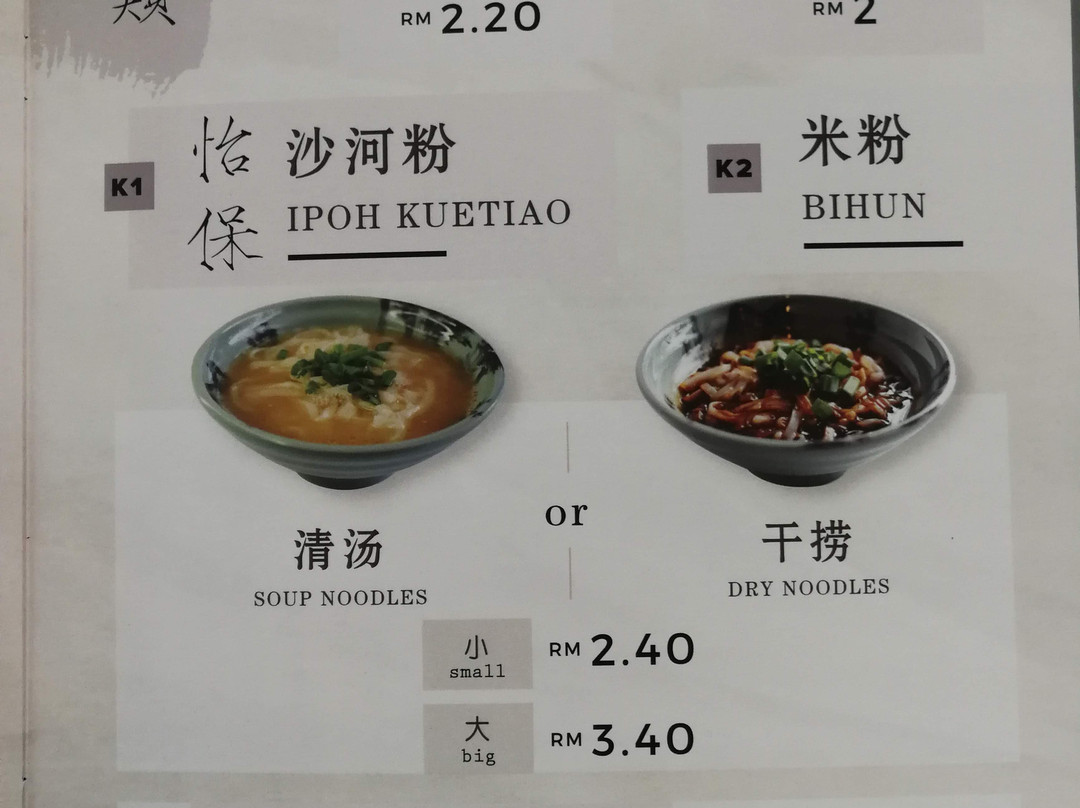 RM 2.20
RM 2
K1
怡保
沙河粉
IPOH KUETIAO
K2
米粉
BIHUN
or
清汤
SOUP NOODLES
干捞
DRY NOODLES
小
small
RM 2.40
大
big
RM 3.40